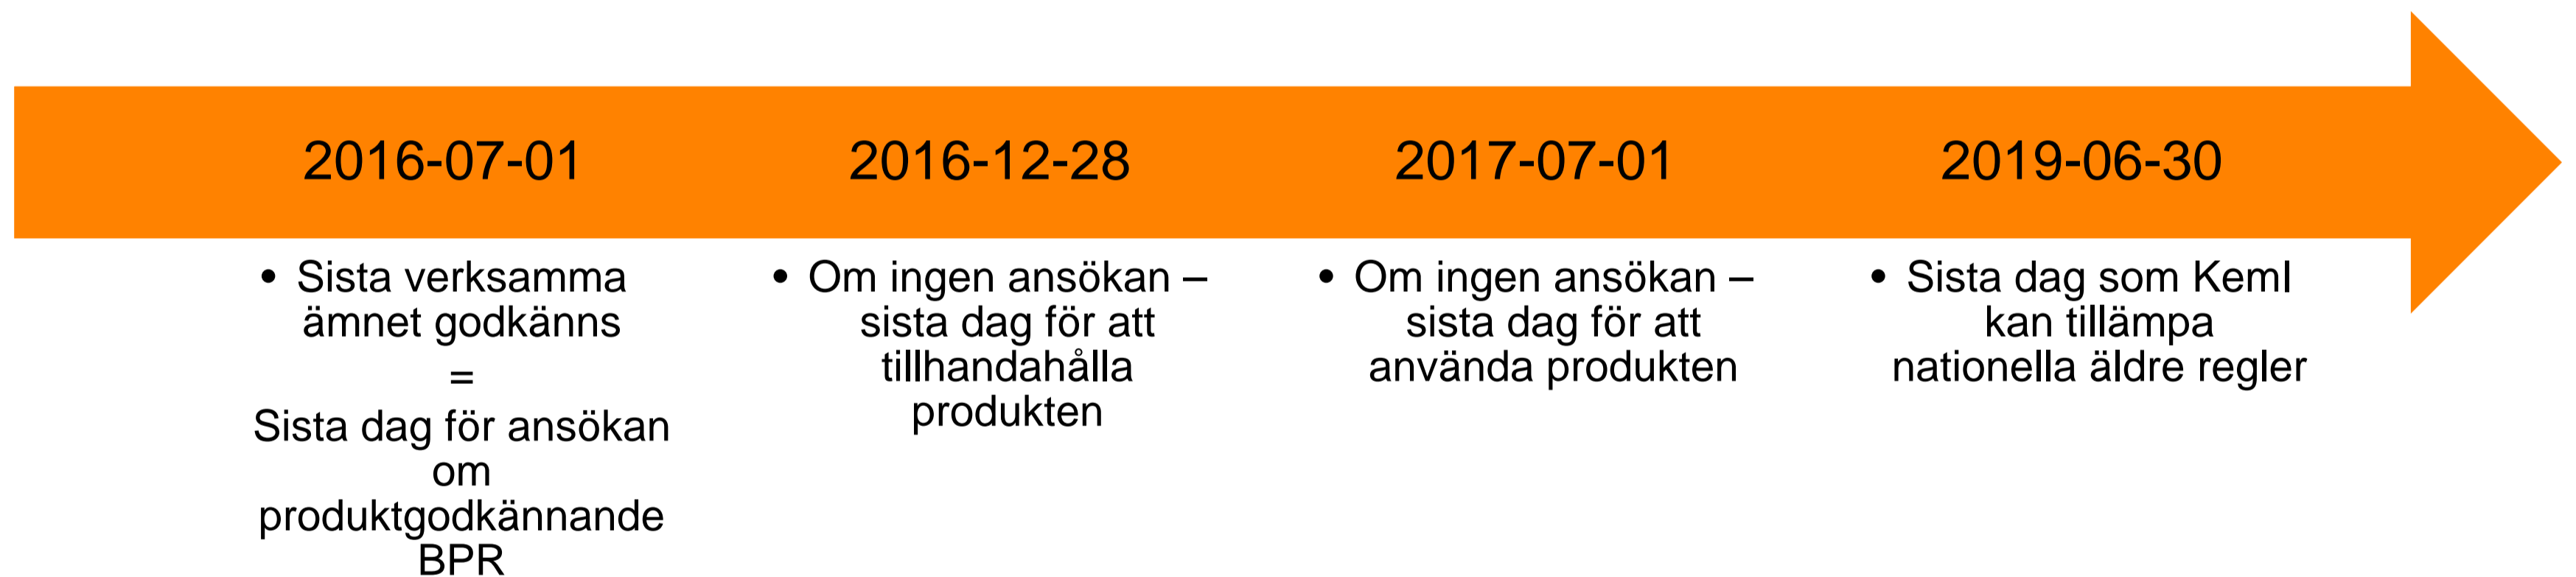 2016-07-01
• Sista verksamma
ämnet godkänns
=
Sista dag för ansökan
om
produktgodkännande
BPR
2016-12-28
• Om ingen ansökan –
sista dag för att
tillhandahålla
produkten
2017-07-01
• Om ingen ansökan –
sista dag för att
använda produkten
2019-06-30
• Sista dag som KemI
kan tillämpa
nationella äldre regler